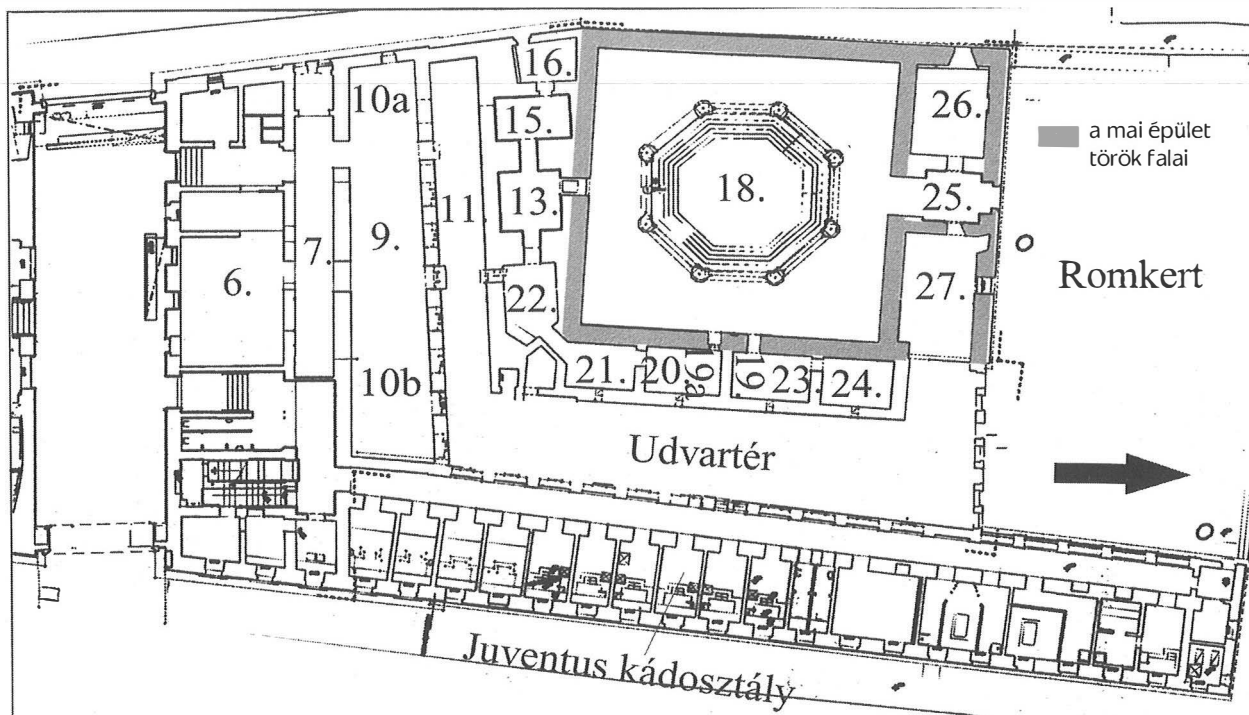 16.
10a
26.
a mai épület
török falai
15.
11.
13.
18.
25.
9.
7.
6.
22.
27.
Romkert
10b
21.
20
19a
19.
23.
24.
Udvartér
Juventus kádosztály